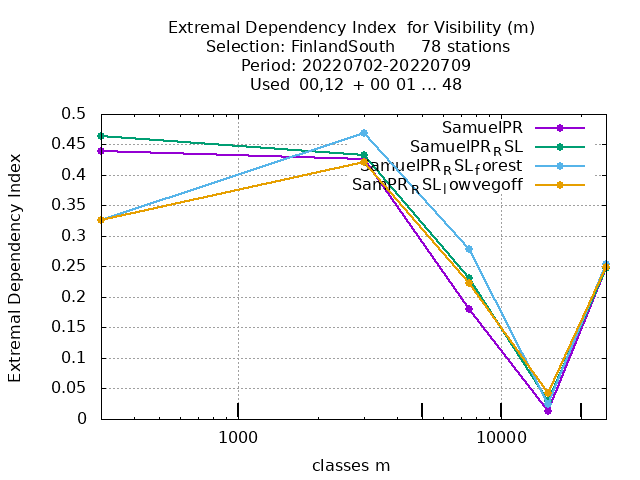 Extremal Dependency Index  for Visibility (m)
Selection: FinlandSouth     78 stations
Period: 20220702-20220709
Used  00,12  + 00 01 ... 48
SamuelPR
SamuelPR_RSL
SamuelPR_RSL_forest
SamPR_RSL_lowvegoff
Extremal Dependency Index
0.5
0.45
0.4
0.35
0.3
0.25
0.2
0.15
0.1
0.05
0
1000 10000
classes m